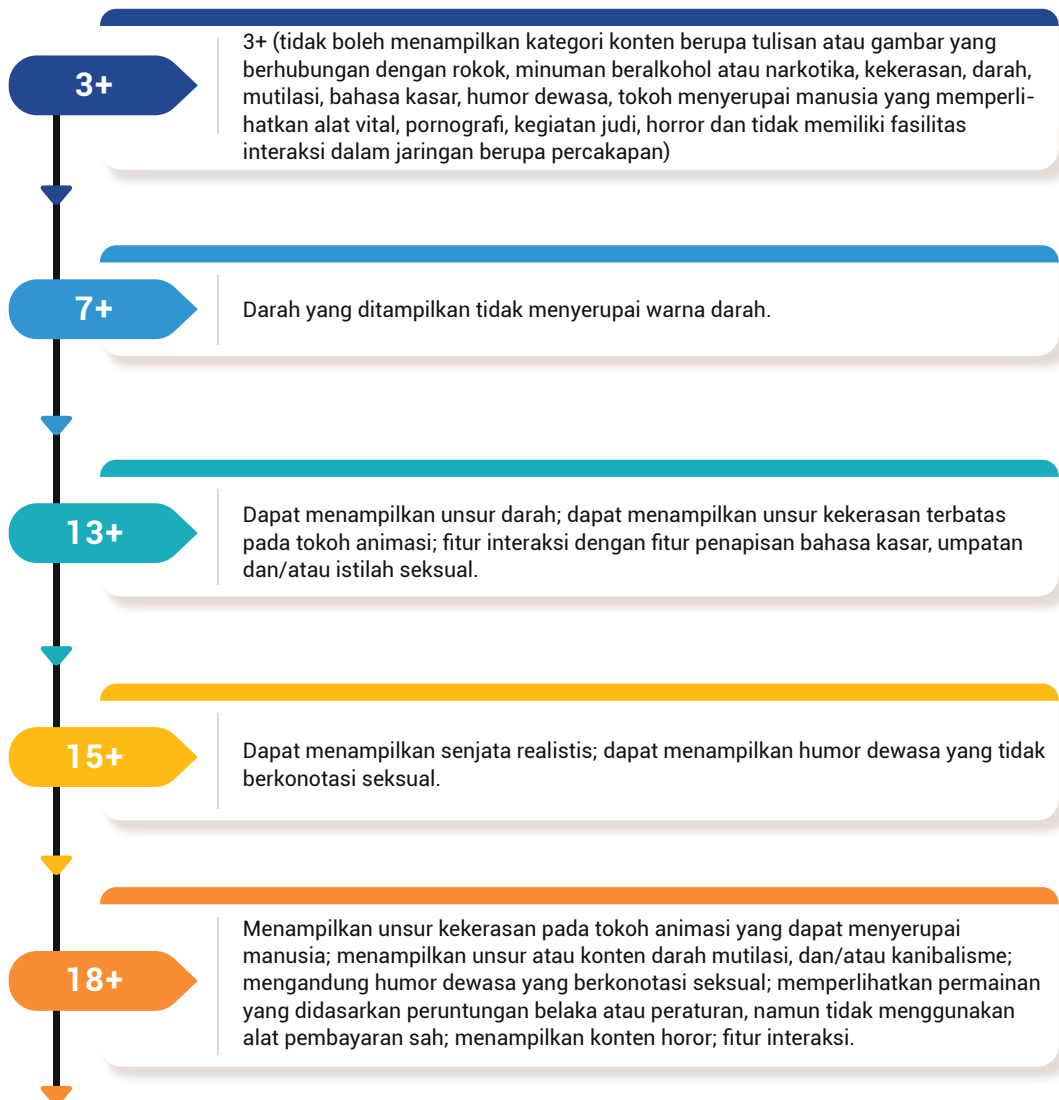 3+
3+ (tidak boleh menampilkan kategori konten berupa tulisan atau gambar yang
berhubungan dengan rokok, minuman beralkohol atau narkotika, kekerasan, darah,
mutilasi, bahasa kasar, humor dewasa, tokoh menyerupai manusia yang memperli-
hatkan alat vital, pornografi, kegiatan judi, horror dan tidak memiliki fasilitas
interaksi dalam jaringan berupa percakapan)
7+
Darah yang ditampilkan tidak menyerupai warna darah.
13+
Dapat menampilkan unsur darah; dapat menampilkan unsur kekerasan terbatas
pada tokoh animasi; fitur interaksi dengan fitur penapisan bahasa kasar, umpatan
dan/atau istilah seksual.
15+
Dapat menampilkan senjata realistis; dapat menampilkan humor dewasa yang tidak
berkonotasi seksual.
18+
Menampilkan unsur kekerasan pada tokoh animasi yang dapat menyerupai
manusia; menampilkan unsur atau konten darah mutilasi, dan/atau kanibalisme;
mengandung humor dewasa yang berkonotasi seksual; memperlihatkan permainan
yang didasarkan peruntungan belaka atau peraturan, namun tidak menggunakan
alat pembayaran sah; menampilkan konten horor; fitur interaksi.